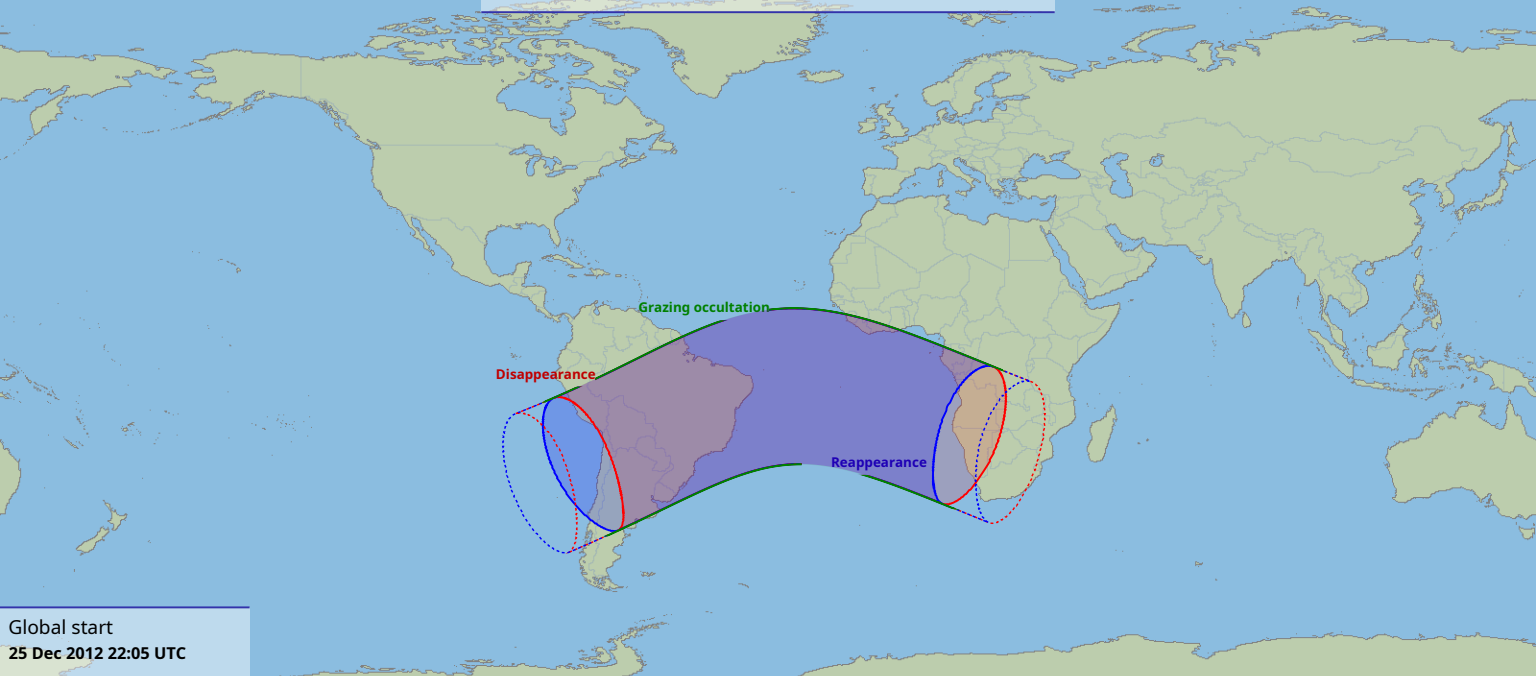 Grazing occultation
Disappearance
Reappearance
Global start
25 Dec 2012 22:05 UTC